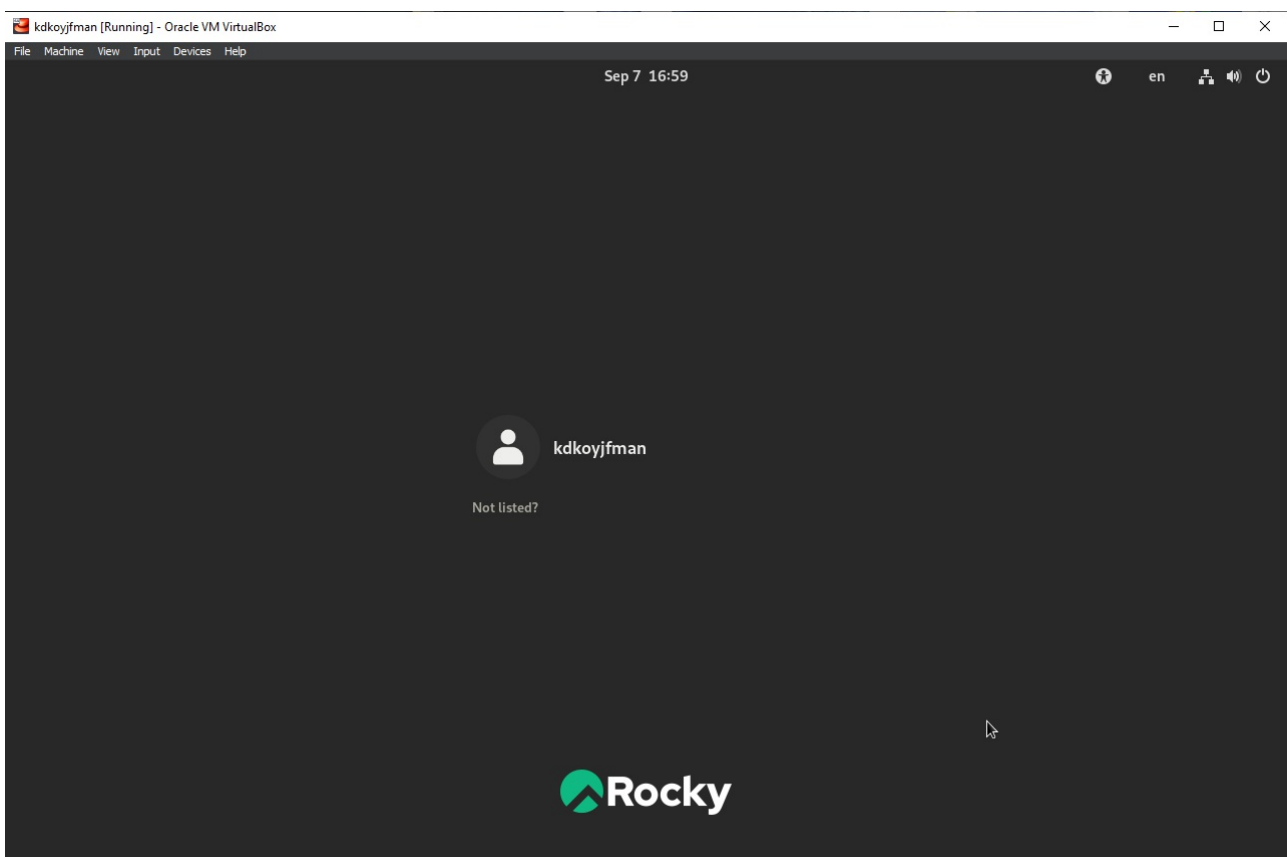 kdkoyjfman [Running] - Oracle VM VirtualBox
File Machine View Input Devices Help
Sep 7 16:59 en
kdkoyjfman
Not listed?
Rocky